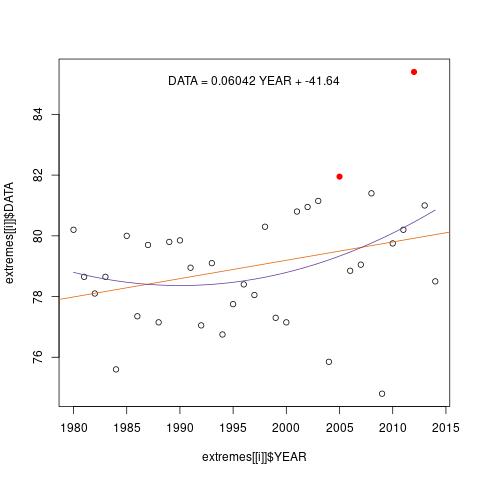 DATA = 0.06042 YEAR + -41.64
extremes[[i]]$DATA
84
82
80
78
76
1980 1985 1990 1995 2000 2005 2010 2015
extremes[[i]]$YEAR